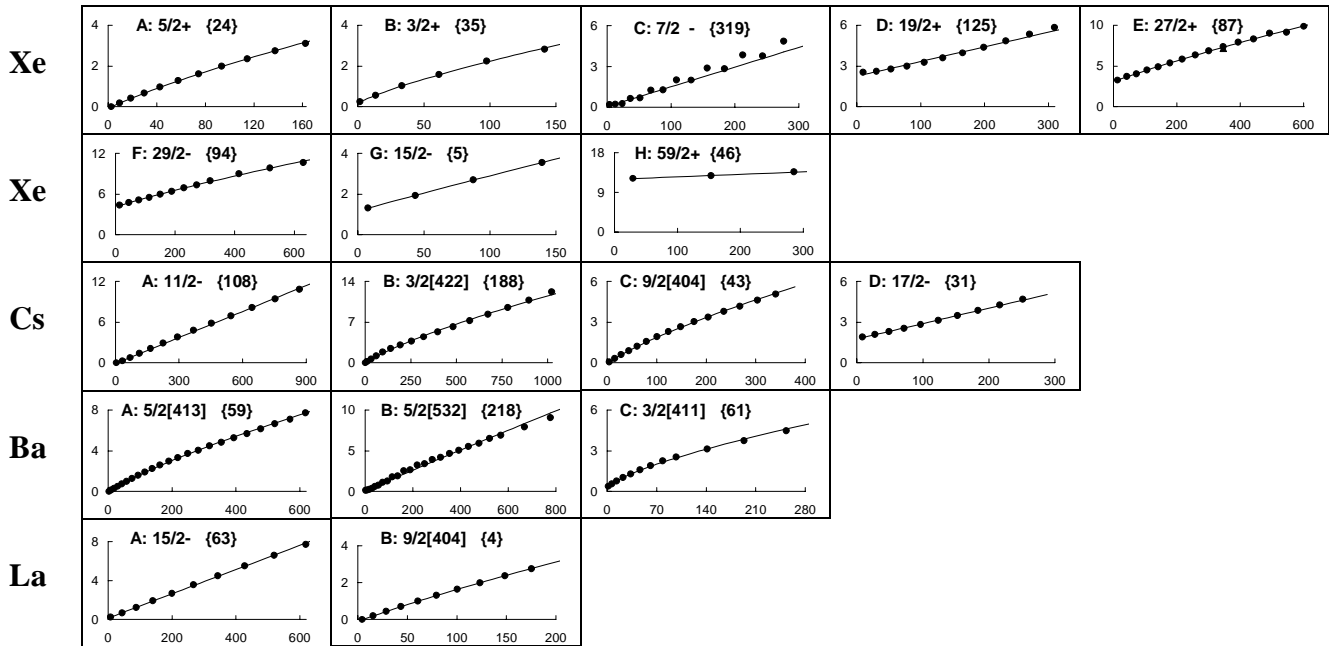 Xe
A: 5/2+ {24}
4
2
0
0 40 80 120 160
B: 3/2+ {35}
4
2
0
0 50 100 150
C: 7/2 - {319}
6
4
2
0
0 100 200 300
D: 19/2+ {125}
6
3
0
0 100 200 300
E: 27/2+ {87}
10
5
0
0 200 400 600
Xe
F: 29/2- {94}
12
6
0
0 200 400 600
G: 15/2- {5}
4
2
0
0 50 100 150
H: 59/2+ {46}
18
9
0
0 100 200 300
Cs
A: 11/2- {108}
12
6
0
0 300 600 900
B: 3/2[422] {188}
14
7
0
0 250 500 750 1000
C: 9/2[404] {43}
6
3
0
0 100 200 300 400
D: 17/2- {31}
6
3
0
0 100 200 300
Ba
A: 5/2[413] {59}
8
4
0
0 200 400 600
B: 5/2[532] {218}
10
5
0
0 200 400 600 800
C: 3/2[411] {61}
6
3
0
0 70 140 210 280
La
A: 15/2- {63}
8
4
0
0 200 400 600
B: 9/2[404] {4}
4
2
0
0 50 100 150 200